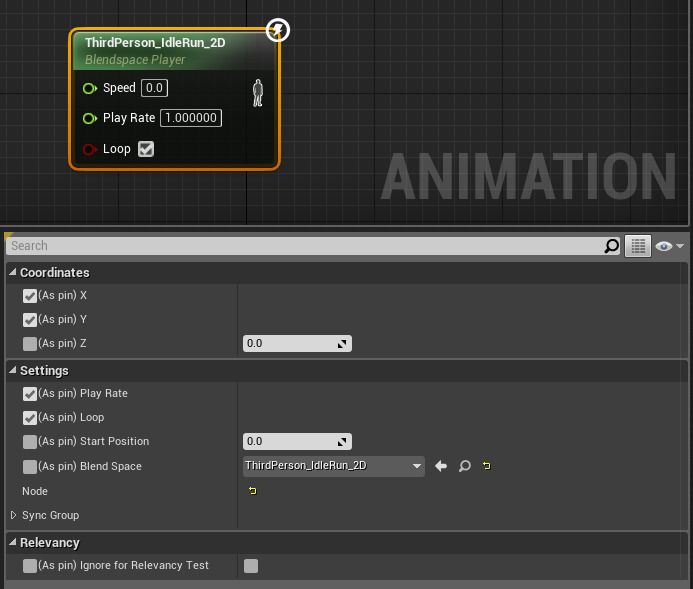 ThirdPerson_IdleRun_2D
Blendspace Player
Speed 0.0
Play Rate 1.000000
Loop
ANIMATION
Search
Coordinates
(As pin) X
(As pin) Y
(As pin) Z 0.0
Settings
(As pin) Play Rate
(As pin) Loop
(As pin) Start Position 0.0
(As pin) Blend Space ThirdPerson_IdleRun_2D
Node
Sync Group
Relevancy
(As pin) Ignore for Relevancy Test